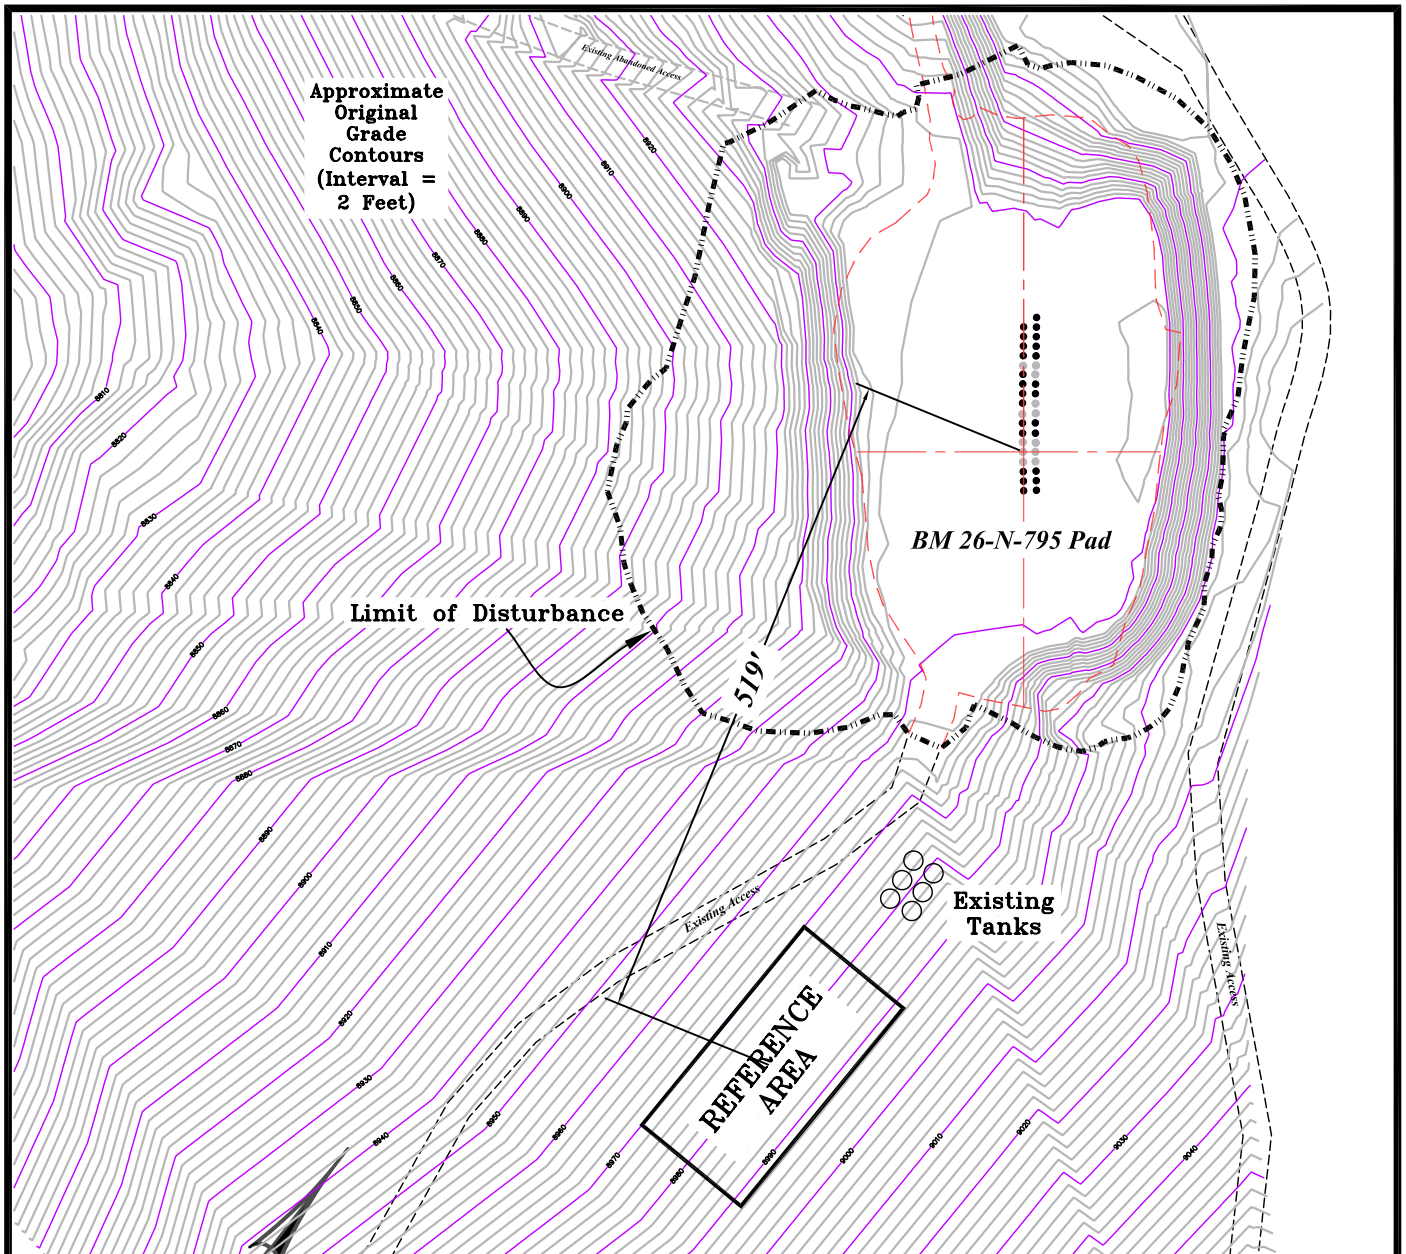 Existing Abandoned Access
Approximate
Original
Grade
Contours
(Interval =
2 Feet)
8920
8910
8900
8890
8880
8870
8860
8850
8840
8810
8820
8830
8840
8850
8860
8870
8880
8890
8900
8910
8920
8930
8940
8950
8960
8970
8980
8990
9000
9010
9020
9030
9040
BM 26-N-795 Pad
Limit of Disturbance
519'
Existing Access
Existing
Tanks
Existing Access
REFERENCE
AREA